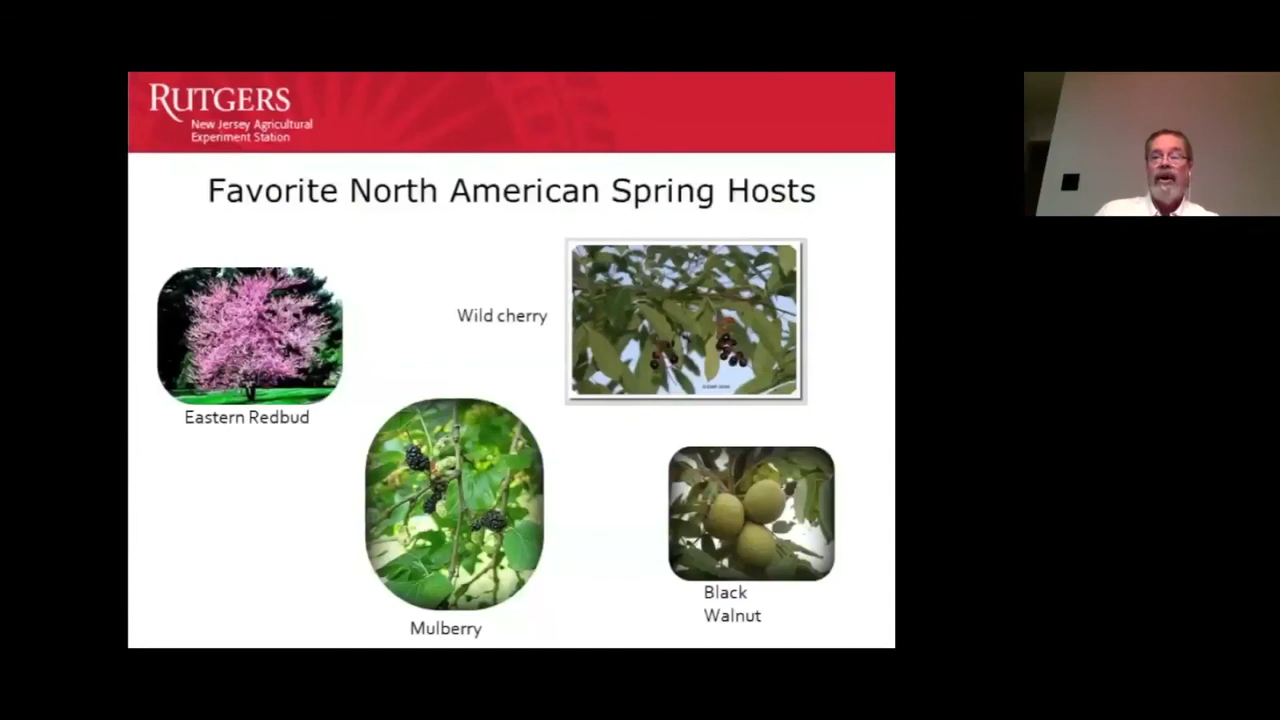 RUTGERS
New Jersey Agricultural
Experiment Station
Favorite North American Spring Hosts
Wild cherry
Eastern Redbud
Black
Walnut
Mulberry